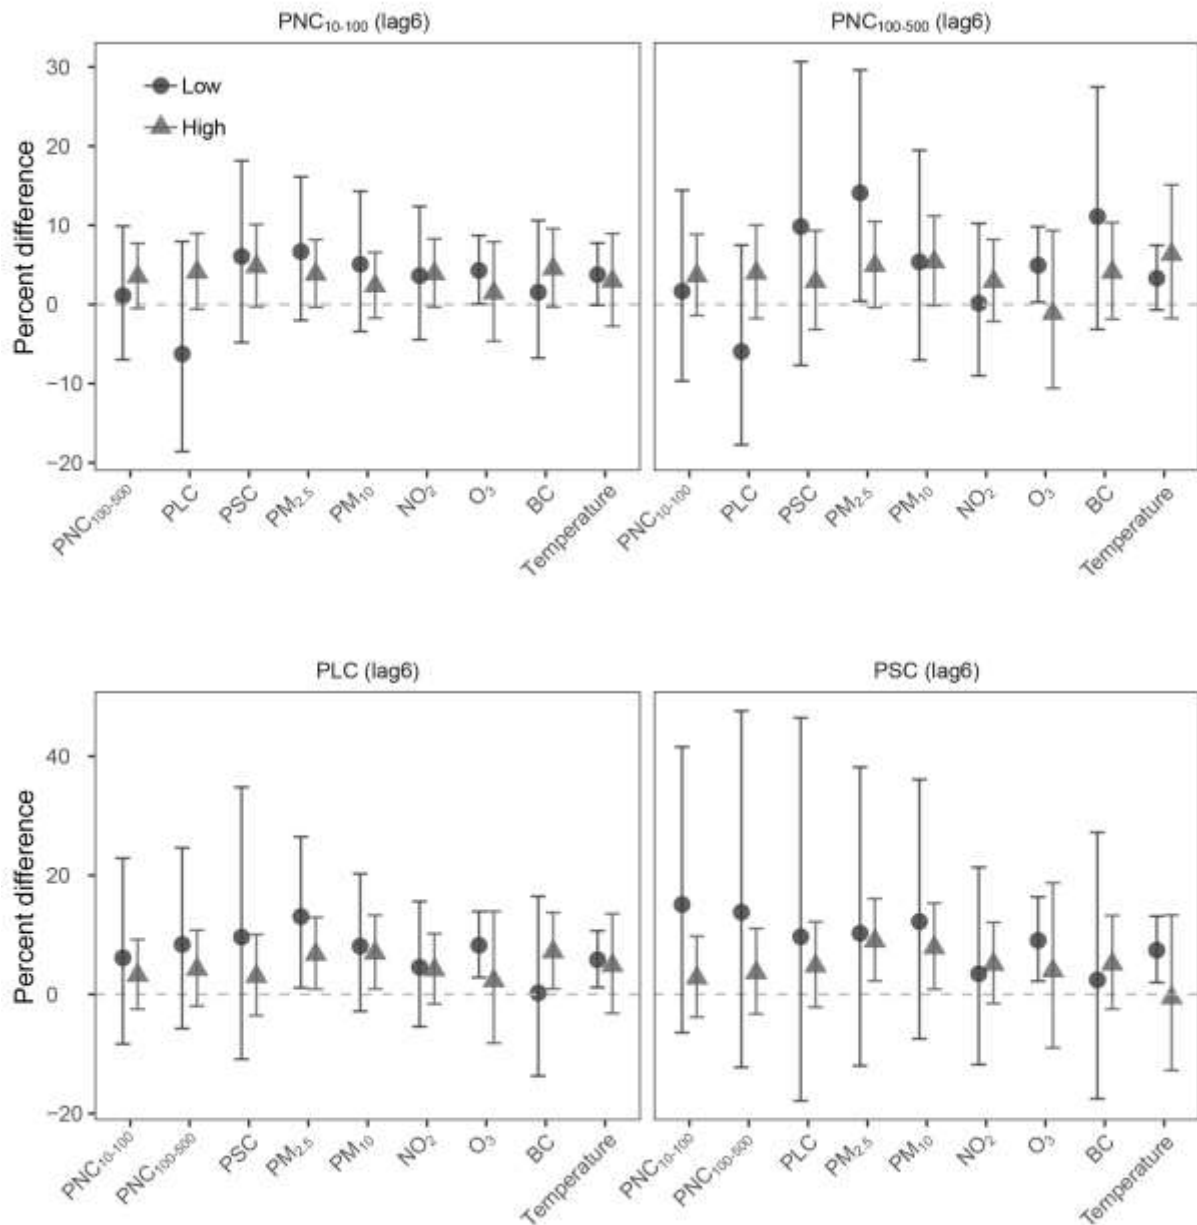 PNC₁₀₋₁₀₀ (lag6)
PNC₁₀₀₋₅₀₀ (lag6)
Percent difference
30
20
10
0
−10
−20
Low
High
PNC₁₀₀₋₅₀₀
PLC
PSC
PM₂.₅
PM₁₀
NO₂
O₃
BC
Temperature
PNC₁₀₋₁₀₀
PLC
PSC
PM₂.₅
PM₁₀
NO₂
O₃
BC
Temperature
PLC (lag6)
PSC (lag6)
Percent difference
40
20
0
−20
PNC₁₀₋₁₀₀
PNC₁₀₀₋₅₀₀
PSC
PM₂.₅
PM₁₀
NO₂
O₃
BC
Temperature
PNC₁₀₋₁₀₀
PNC₁₀₀₋₅₀₀
PLC
PM₂.₅
PM₁₀
NO₂
O₃
BC
Temperature